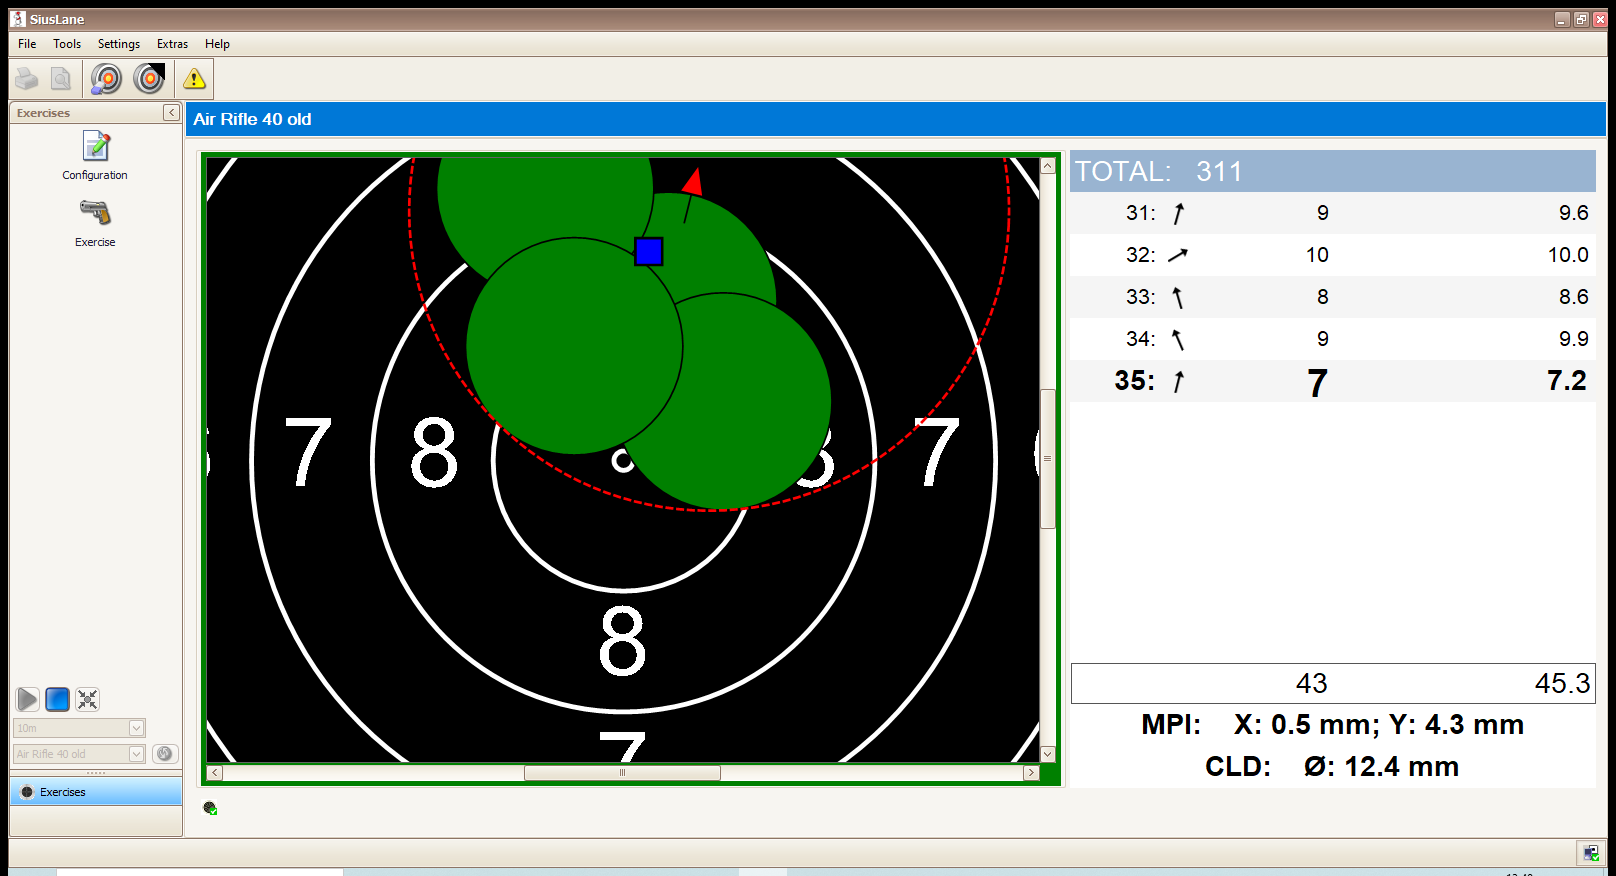 SiusLane
File Tools Settings Extras Help
Exercises
Configuration
Exercise
10m
Air Rifle 40 old
Exercises
Air Rifle 40 old
7 8 8 7
8
7
TOTAL: 311
31: 9 9.6
32: 10 10.0
33: 8 8.6
34: 9 9.9
35: 7 7.2
43 45.3
MPI: X: 0.5 mm; Y: 4.3 mm
CLD: Ø: 12.4 mm